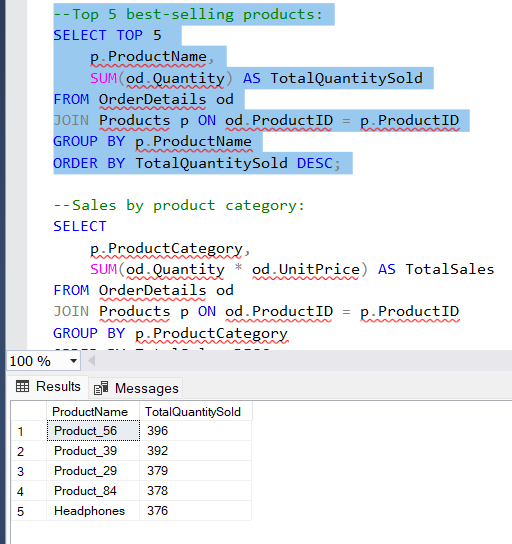 --Top 5 best-selling products:
SELECT TOP 5
p.ProductName,
SUM(od.Quantity) AS TotalQuantitySold
FROM OrderDetails od
JOIN Products p ON od.ProductID = p.ProductID
GROUP BY p.ProductName
ORDER BY TotalQuantitySold DESC;
--Sales by product category:
SELECT
p.ProductCategory,
SUM(od.Quantity * od.UnitPrice) AS TotalSales
FROM OrderDetails od
JOIN Products p ON od.ProductID = p.ProductID
GROUP BY p.ProductCategory
100 %
Results Messages
ProductName TotalQuantitySold
1 Product_56 396
2 Product_39 392
3 Product_29 379
4 Product_84 378
5 Headphones 376